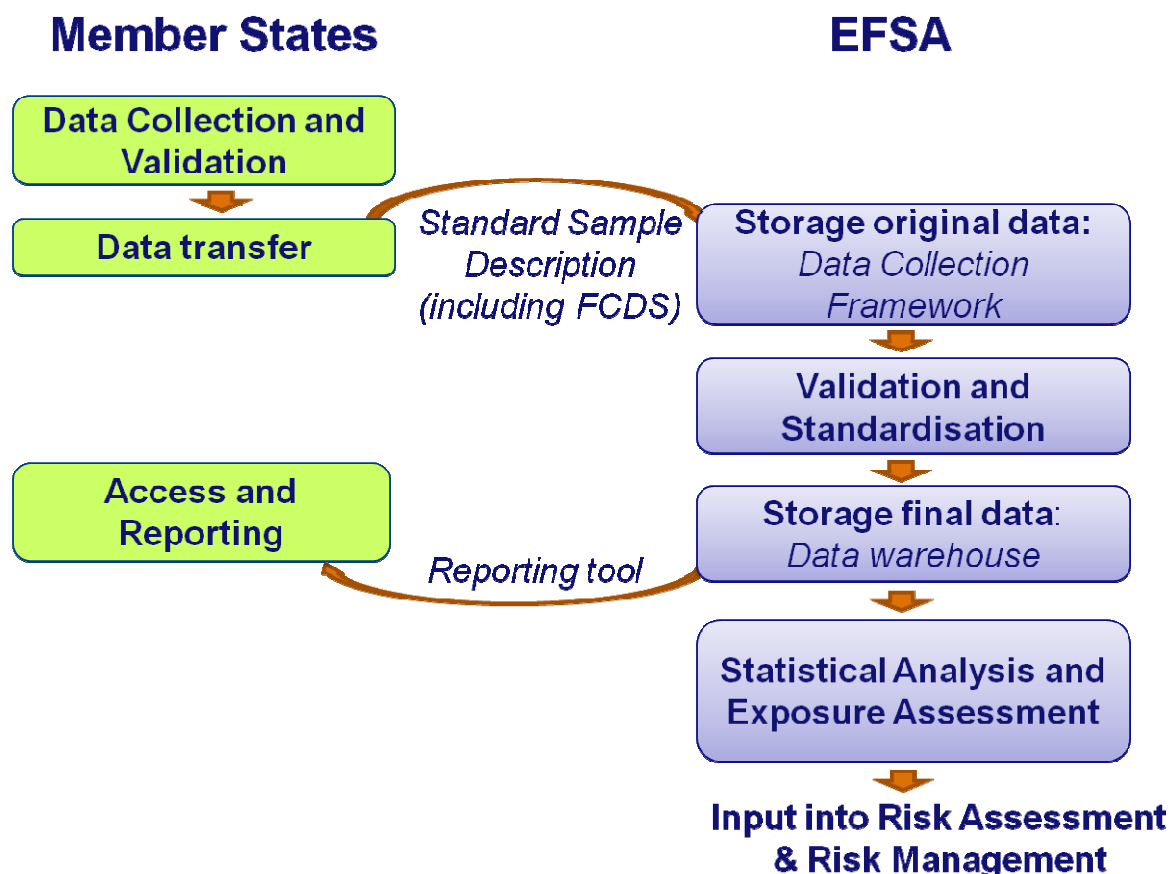 Member States
EFSA
Data Collection and
Validation
Data transfer
Standard Sample
Description
(including FCDS)
Storage original data:
Data Collection
Framework
Validation and
Standardisation
Access and
Reporting
Reporting tool
Storage final data:
Data warehouse
Statistical Analysis and
Exposure Assessment
Input into Risk Assessment
& Risk Management